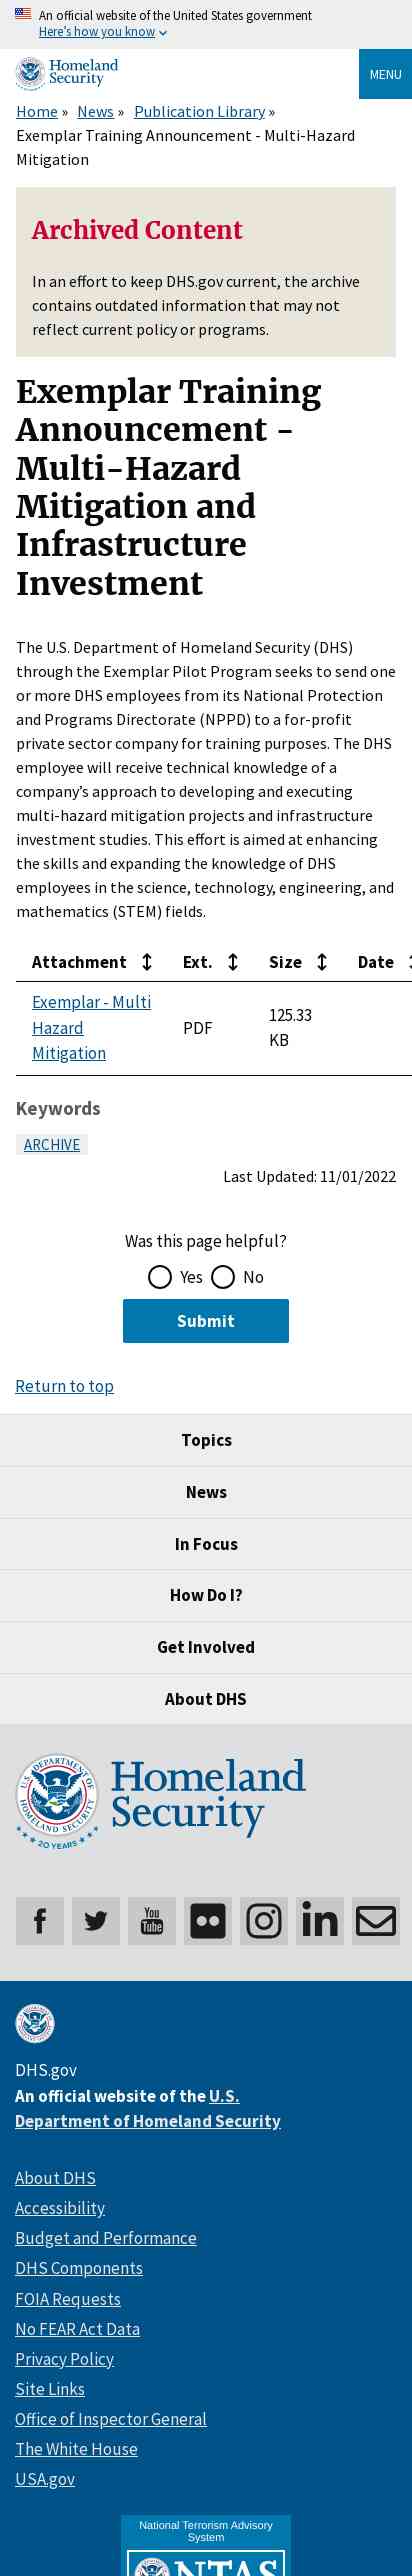 An official website of the United States government
Here's how you know
Homeland
Security
MENU
Home » News » Publication Library »
Exemplar Training Announcement - Multi-Hazard
Mitigation
Archived Content
In an effort to keep DHS.gov current, the archive
contains outdated information that may not
reflect current policy or programs.
Exemplar Training
Announcement -
Multi-Hazard
Mitigation and
Infrastructure
Investment
The U.S. Department of Homeland Security (DHS)
through the Exemplar Pilot Program seeks to send one
or more DHS employees from its National Protection
and Programs Directorate (NPPD) to a for-profit
private sector company for training purposes. The DHS
employee will receive technical knowledge of a
company's approach to developing and executing
multi-hazard mitigation projects and infrastructure
investment studies. This effort is aimed at enhancing
the skills and expanding the knowledge of DHS
employees in the science, technology, engineering, and
mathematics (STEM) fields.
Attachment Ext. Size Date
Exemplar - Multi
Hazard
Mitigation
PDF
125.33
KB
Keywords
ARCHIVE
Last Updated: 11/01/2022
Was this page helpful?
Yes No
Submit
Return to top
Topics
News
In Focus
How Do I?
Get Involved
About DHS
U.S. DEPARTMENT OF
HOMELAND SECURITY
20 YEARS
Homeland
Security
You
Tube
DHS.gov
An official website of the U.S.
Department of Homeland Security
About DHS
Accessibility
Budget and Performance
DHS Components
FOIA Requests
No FEAR Act Data
Privacy Policy
Site Links
Office of Inspector General
The White House
USA.gov
National Terrorism Advisory
System
NTAS